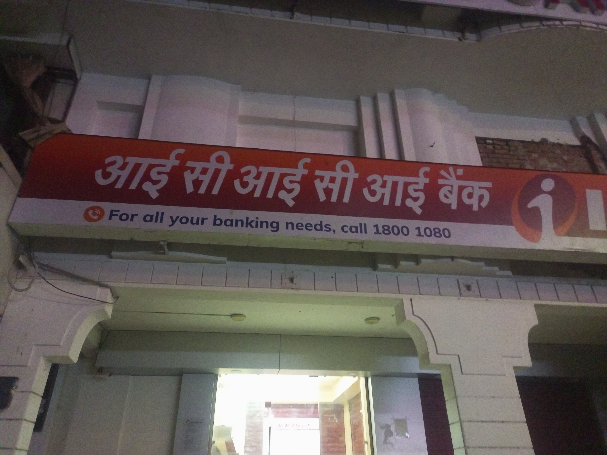 आई सी आई सी आई बैंक
For all your banking needs, call 1800 1080